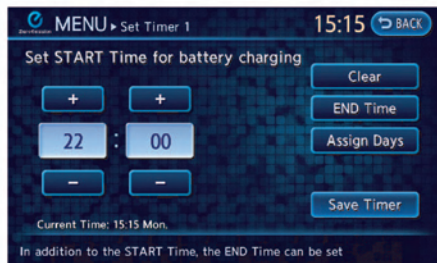 MENU ▸ Set Timer 1
15:15
BACK
Set START Time for battery charging
Clear
+ +
END Time
22 : 00
Assign Days
− −
Save Timer
Current Time: 15:15 Mon.
In addition to the START Time, the END Time can be set